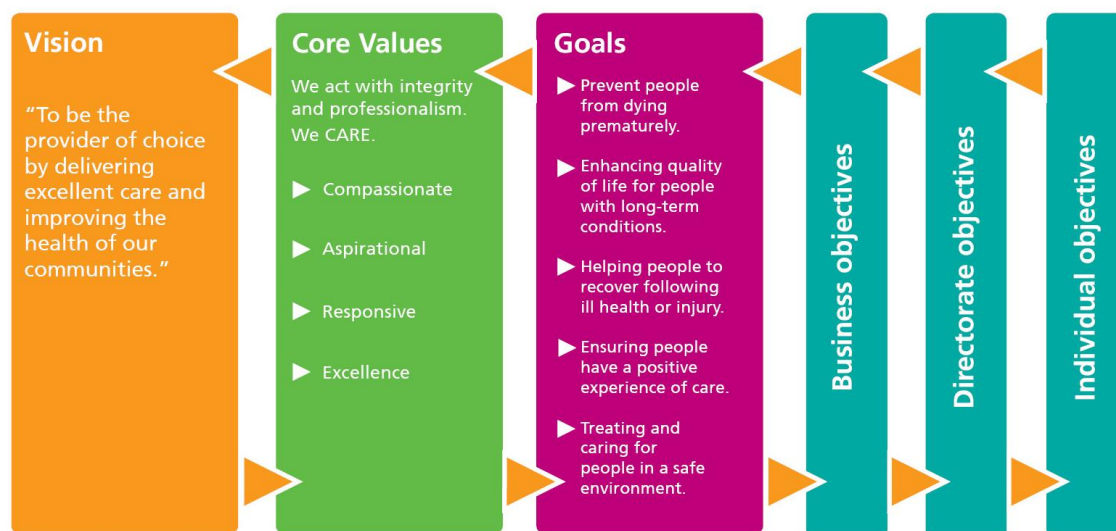 Vision
“To be the
provider of choice
by delivering
excellent care and
improving the
health of our
communities.”
Core Values
We act with integrity
and professionalism.
We CARE.
Compassionate
Aspirational
Responsive
Excellence
Goals
Prevent people
from dying
prematurely.
Enhancing quality
of life for people
with long-term
conditions.
Helping people to
recover following
ill health or injury.
Ensuring people
have a positive
experience of care.
Treating and
caring for
people in a safe
environment.
Business objectives
Directorate objectives
Individual objectives